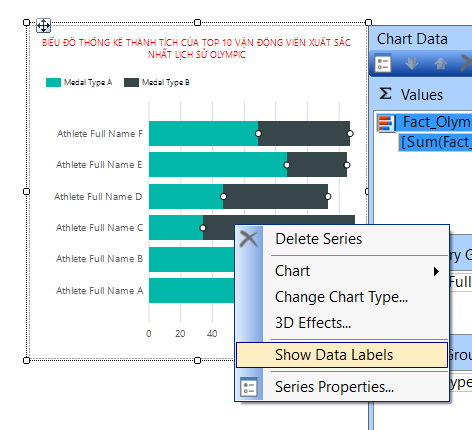 BIỂU ĐỒ THỐNG KÊ THÀNH TÍCH CỦA TOP 10 VẬN ĐỘNG VIÊN XUẤT SẮC
NHẤT LỊCH SỬ OLYMPIC
Medal Type A Medal Type B
Athlete Full Name F
Athlete Full Name E
Athlete Full Name D
Athlete Full Name C
Athlete Full Name B
Athlete Full Name A
0 20 40
Chart Data
Σ Values
Fact_Olym
[Sum(Fact_
Delete Series
Chart
Change Chart Type...
3D Effects...
Show Data Labels
Series Properties...
ry G
Full
Grou
ype